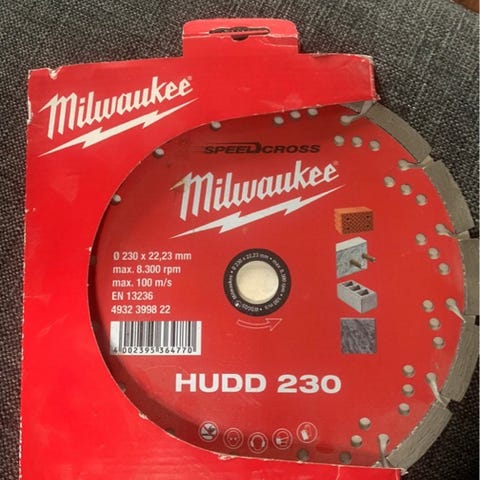 Milwaukee
SPEEDCROSS
Milwaukee
Ø 230 x 22,23 mm
max. 8.300 rpm
max. 100 m/s
EN 13236
4932 3998 22
4 002395 364770
HUDD 230